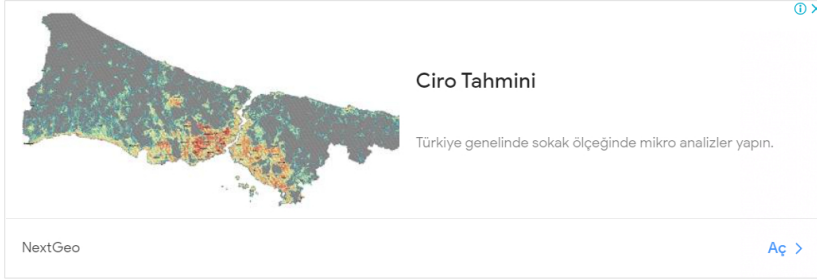 Ciro Tahmini
Türkiye genelinde sokak ölçeğinde mikro analizler yapın.
NextGeo
Aç